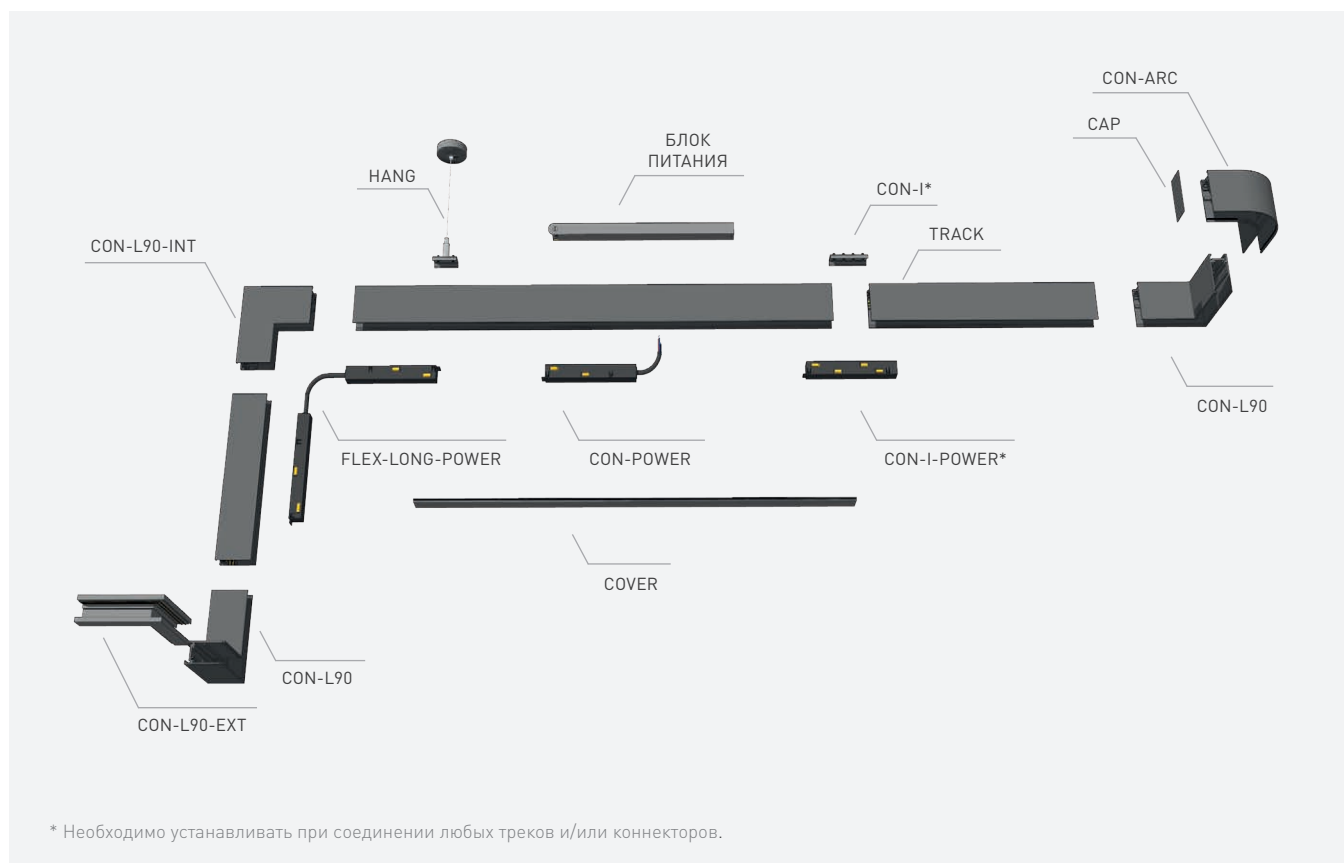 CON-ARC
CAP
БЛОК
ПИТАНИЯ
HANG
CON-I*
TRACK
CON-L90-INT
CON-L90
FLEX-LONG-POWER
CON-POWER
CON-I-POWER*
COVER
CON-L90
CON-L90-EXT
* Необходимо устанавливать при соединении любых треков и/или коннекторов.